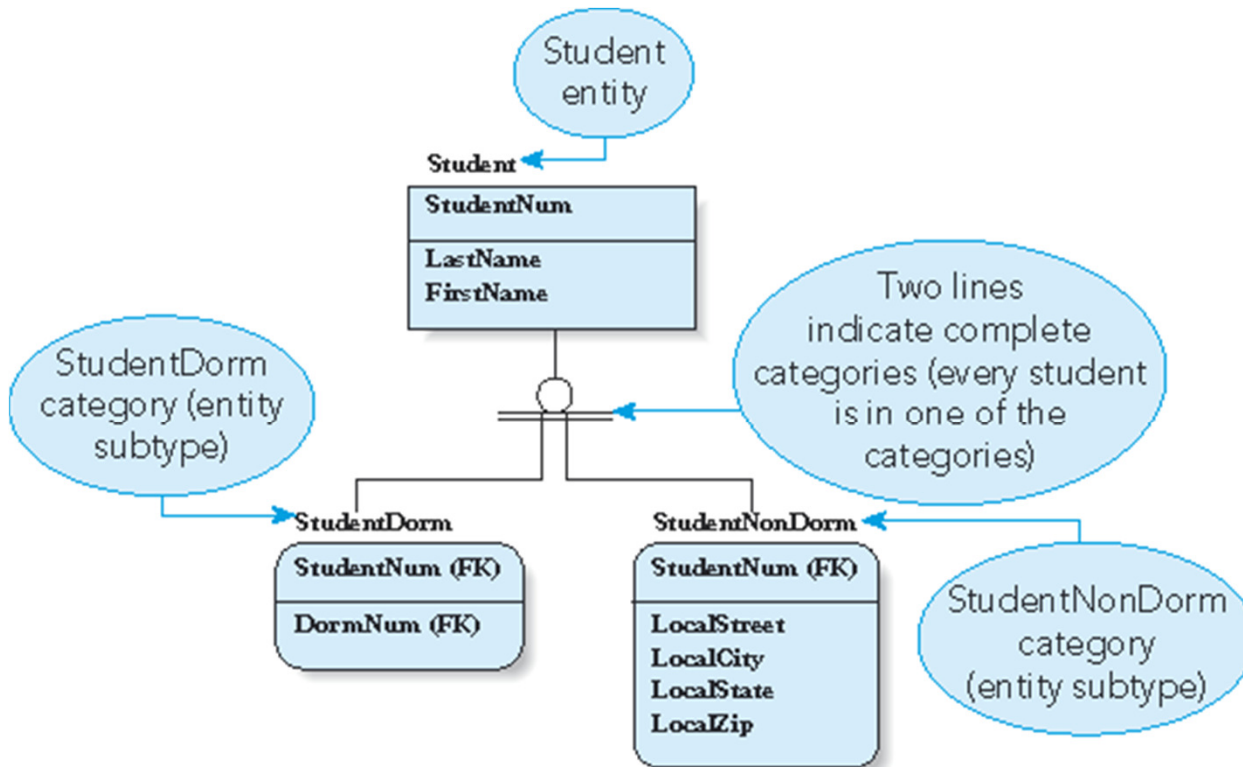 Student
entity
Student
StudentNum
LastName
FirstName
Two lines
indicate complete
categories (every student
is in one of the
categories)
StudentDorm
category (entity
subtype)
StudentDorm
StudentNum (FK)
DormNum (FK)
StudentNonDorm
StudentNum (FK)
LocalStreet
LocalCity
LocalState
LocalZip
StudentNonDorm
category
(entity subtype)